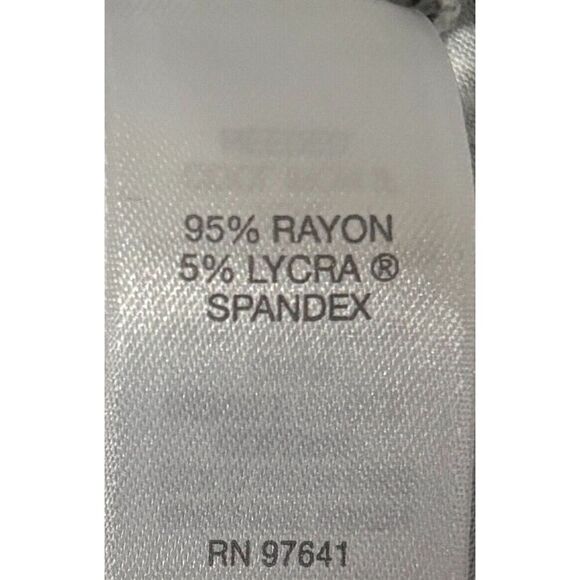 95% RAYON
5% LYCRA ®
SPANDEX
RN 97641